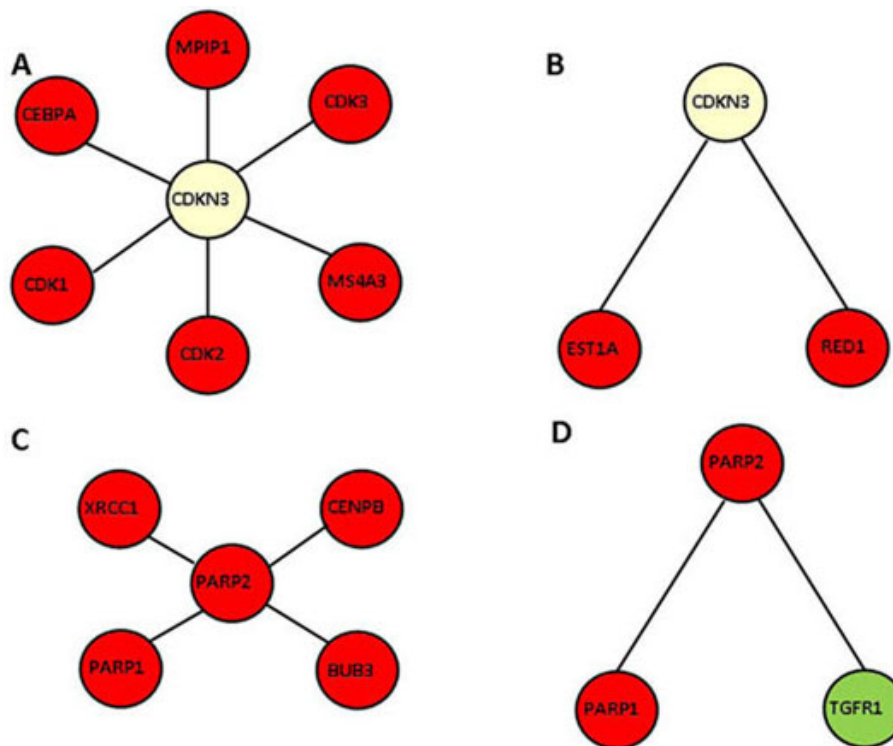 A
MPIP1
CEBPA
CDK3
CDKN3
CDK1
MS4A3
CDK2
B
CDKN3
EST1A
RED1
C
XRCC1
CENPB
PARP2
PARP1
BUB3
D
PARP2
PARP1
TGFR1